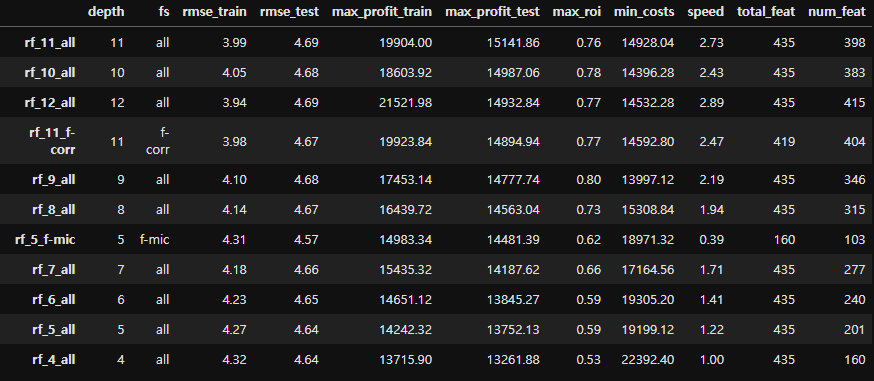 depth fs rmse_train rmse_test max_profit_train max_profit_test max_roi min_costs speed total_feat num_feat
rf_11_all 11 all 3.99 4.69 19904.00 15141.86 0.76 14928.04 2.73 435 398
rf_10_all 10 all 4.05 4.68 18603.92 14987.06 0.78 14396.28 2.43 435 383
rf_12_all 12 all 3.94 4.69 21521.98 14932.84 0.77 14532.28 2.89 435 415
rf_11_f-corr 11 f-corr 3.98 4.67 19923.84 14894.94 0.77 14592.80 2.47 419 404
rf_9_all 9 all 4.10 4.68 17453.14 14777.74 0.80 13997.12 2.19 435 346
rf_8_all 8 all 4.14 4.67 16439.72 14563.04 0.73 15308.84 1.94 435 315
rf_5_f-mic 5 f-mic 4.31 4.57 14983.34 14481.39 0.62 18971.32 0.39 160 103
rf_7_all 7 all 4.18 4.66 15435.32 14187.62 0.66 17164.56 1.71 435 277
rf_6_all 6 all 4.23 4.65 14651.12 13845.27 0.59 19305.20 1.41 435 240
rf_5_all 5 all 4.27 4.64 14242.32 13752.13 0.59 19199.12 1.22 435 201
rf_4_all 4 all 4.32 4.64 13715.90 13261.88 0.53 22392.40 1.00 435 160